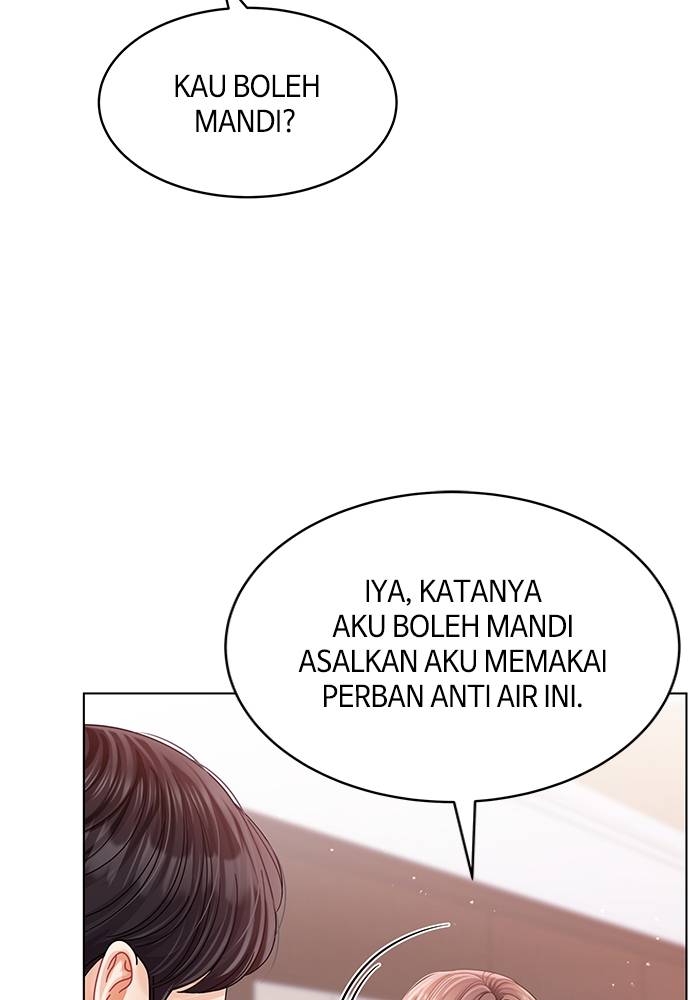 KAU BOLEH
MANDI?
IYA, KATANYA
AKU BOLEH MANDI
ASALKAN AKU MEMAKAI
PERBAN ANTI AIR INI.